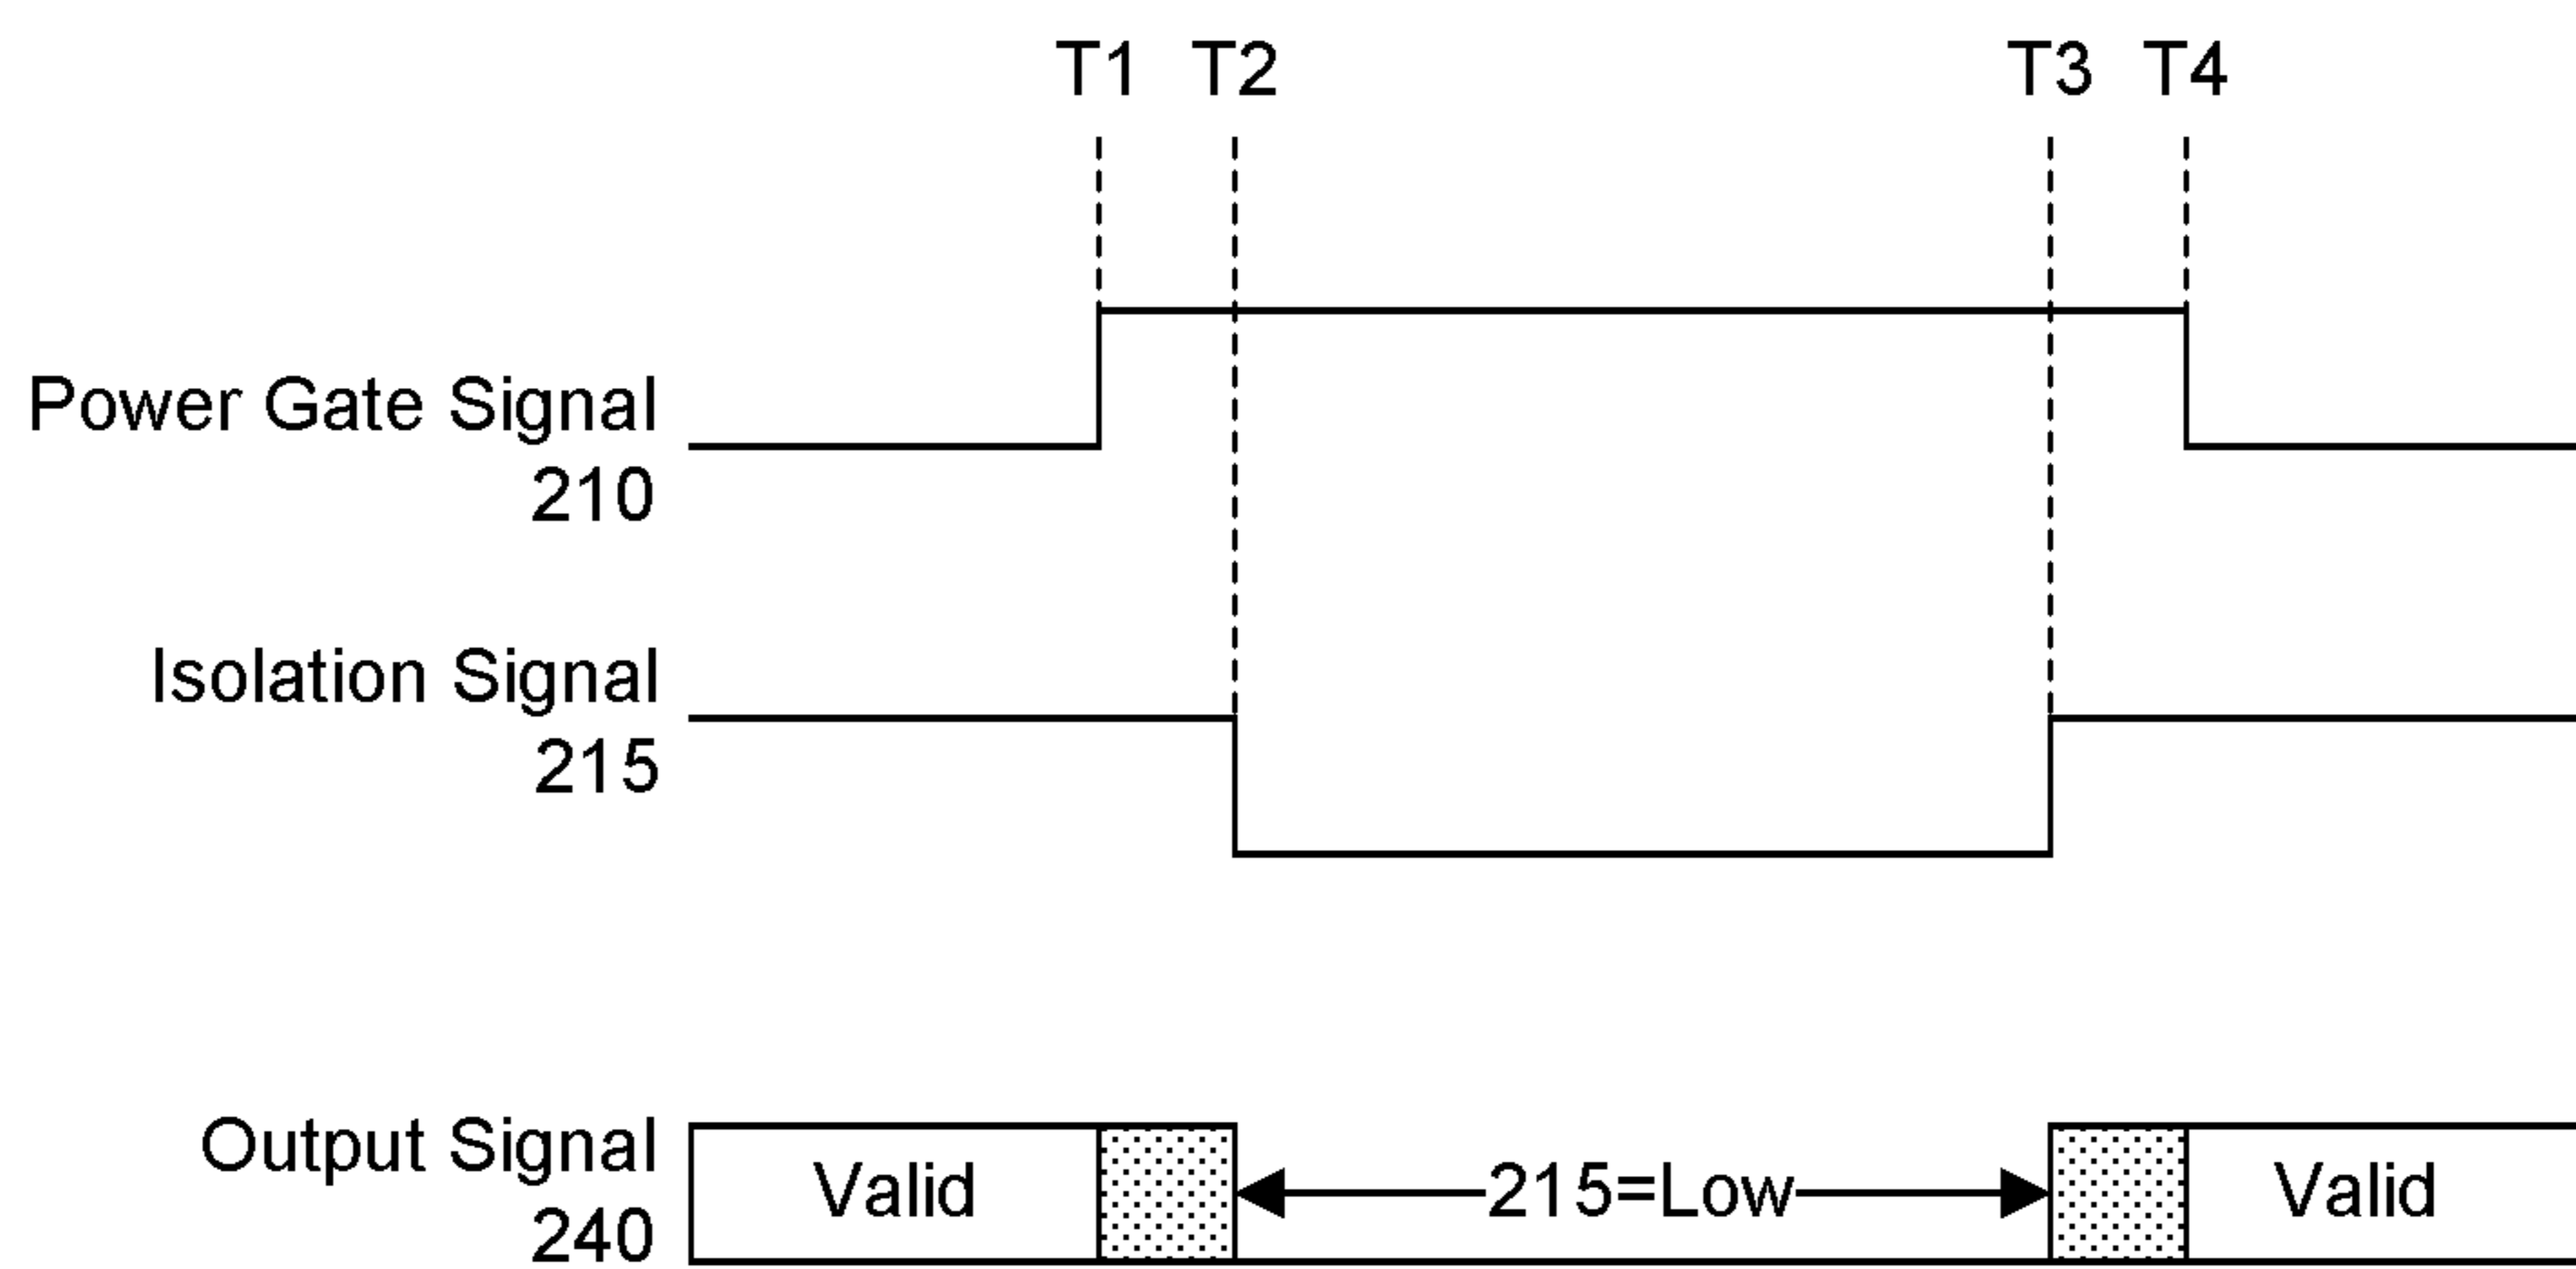 T1 T2 T3 T4
Power Gate Signal
210
Isolation Signal
215
Output Signal
240
Valid
215=Low
Valid